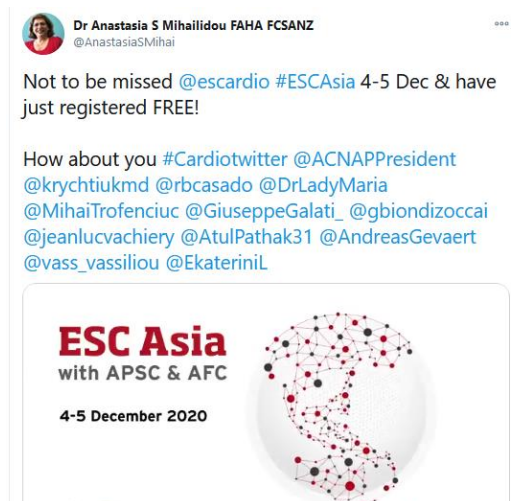 Dr Anastasia S Mihailidou FAHA FCSANZ
@AnastasiaSMihai
Not to be missed @escardio #ESCAsia 4-5 Dec & have
just registered FREE!
How about you #Cardiotwitter @ACNAPPresident
@krychtiukmd @rbcasado @DrLadyMaria
@MihaiTrofenciuc @GiuseppeGalati_ @gbiondizoccai
@jeanlucvachiery @AtulPathak31 @AndreasGevaert
@vass_vassiliou @EkateriniL
ESC Asia
with APSC & AFC
4-5 December 2020